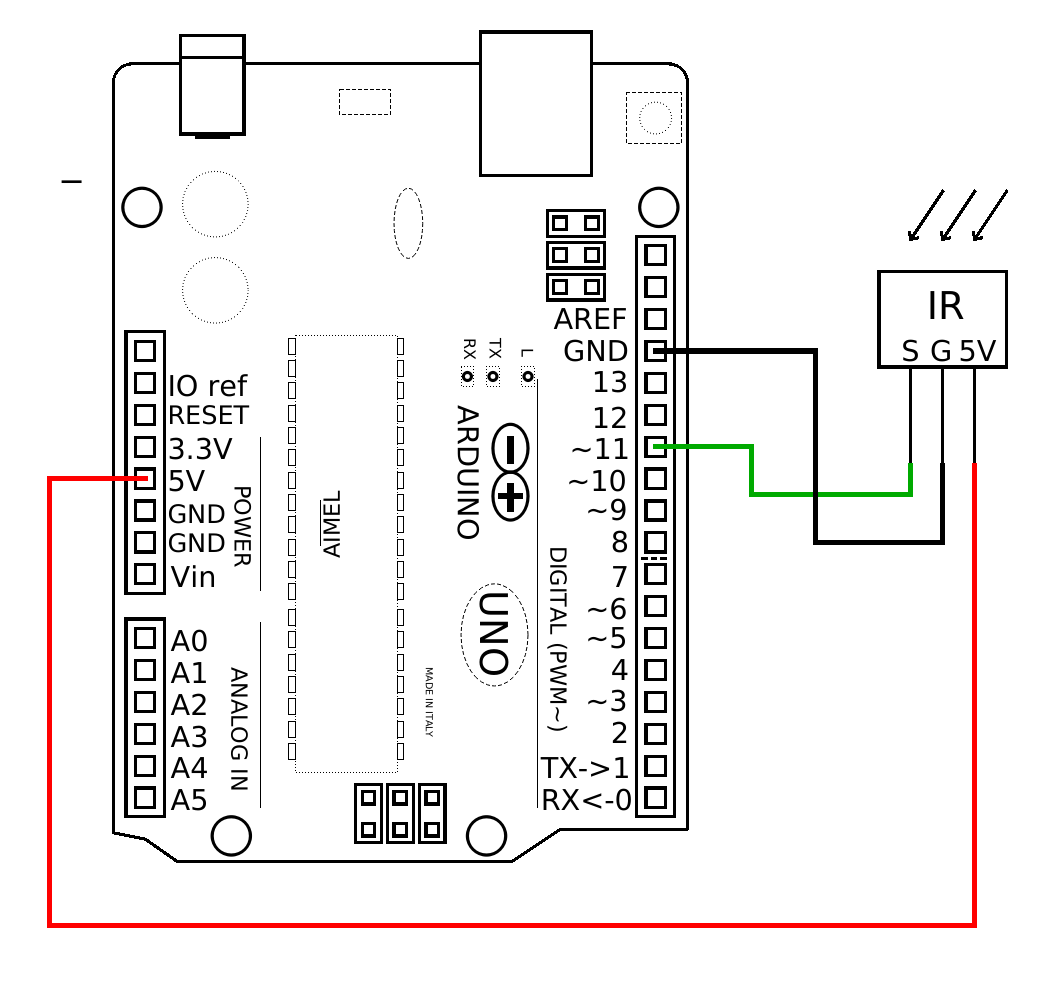 IR
S G 5V
AREF
GND
13
12
~11
~10
~9
8
7
~6
~5
4
~3
2
TX->1
RX<-0
RX
TX
L
ARDUINO
UNO
DIGITAL (PWM~)
MADE IN ITALY
IO ref
RESET
3.3V
5V
GND
GND
Vin
POWER
A0
A1
A2
A3
A4
A5
ANALOG IN